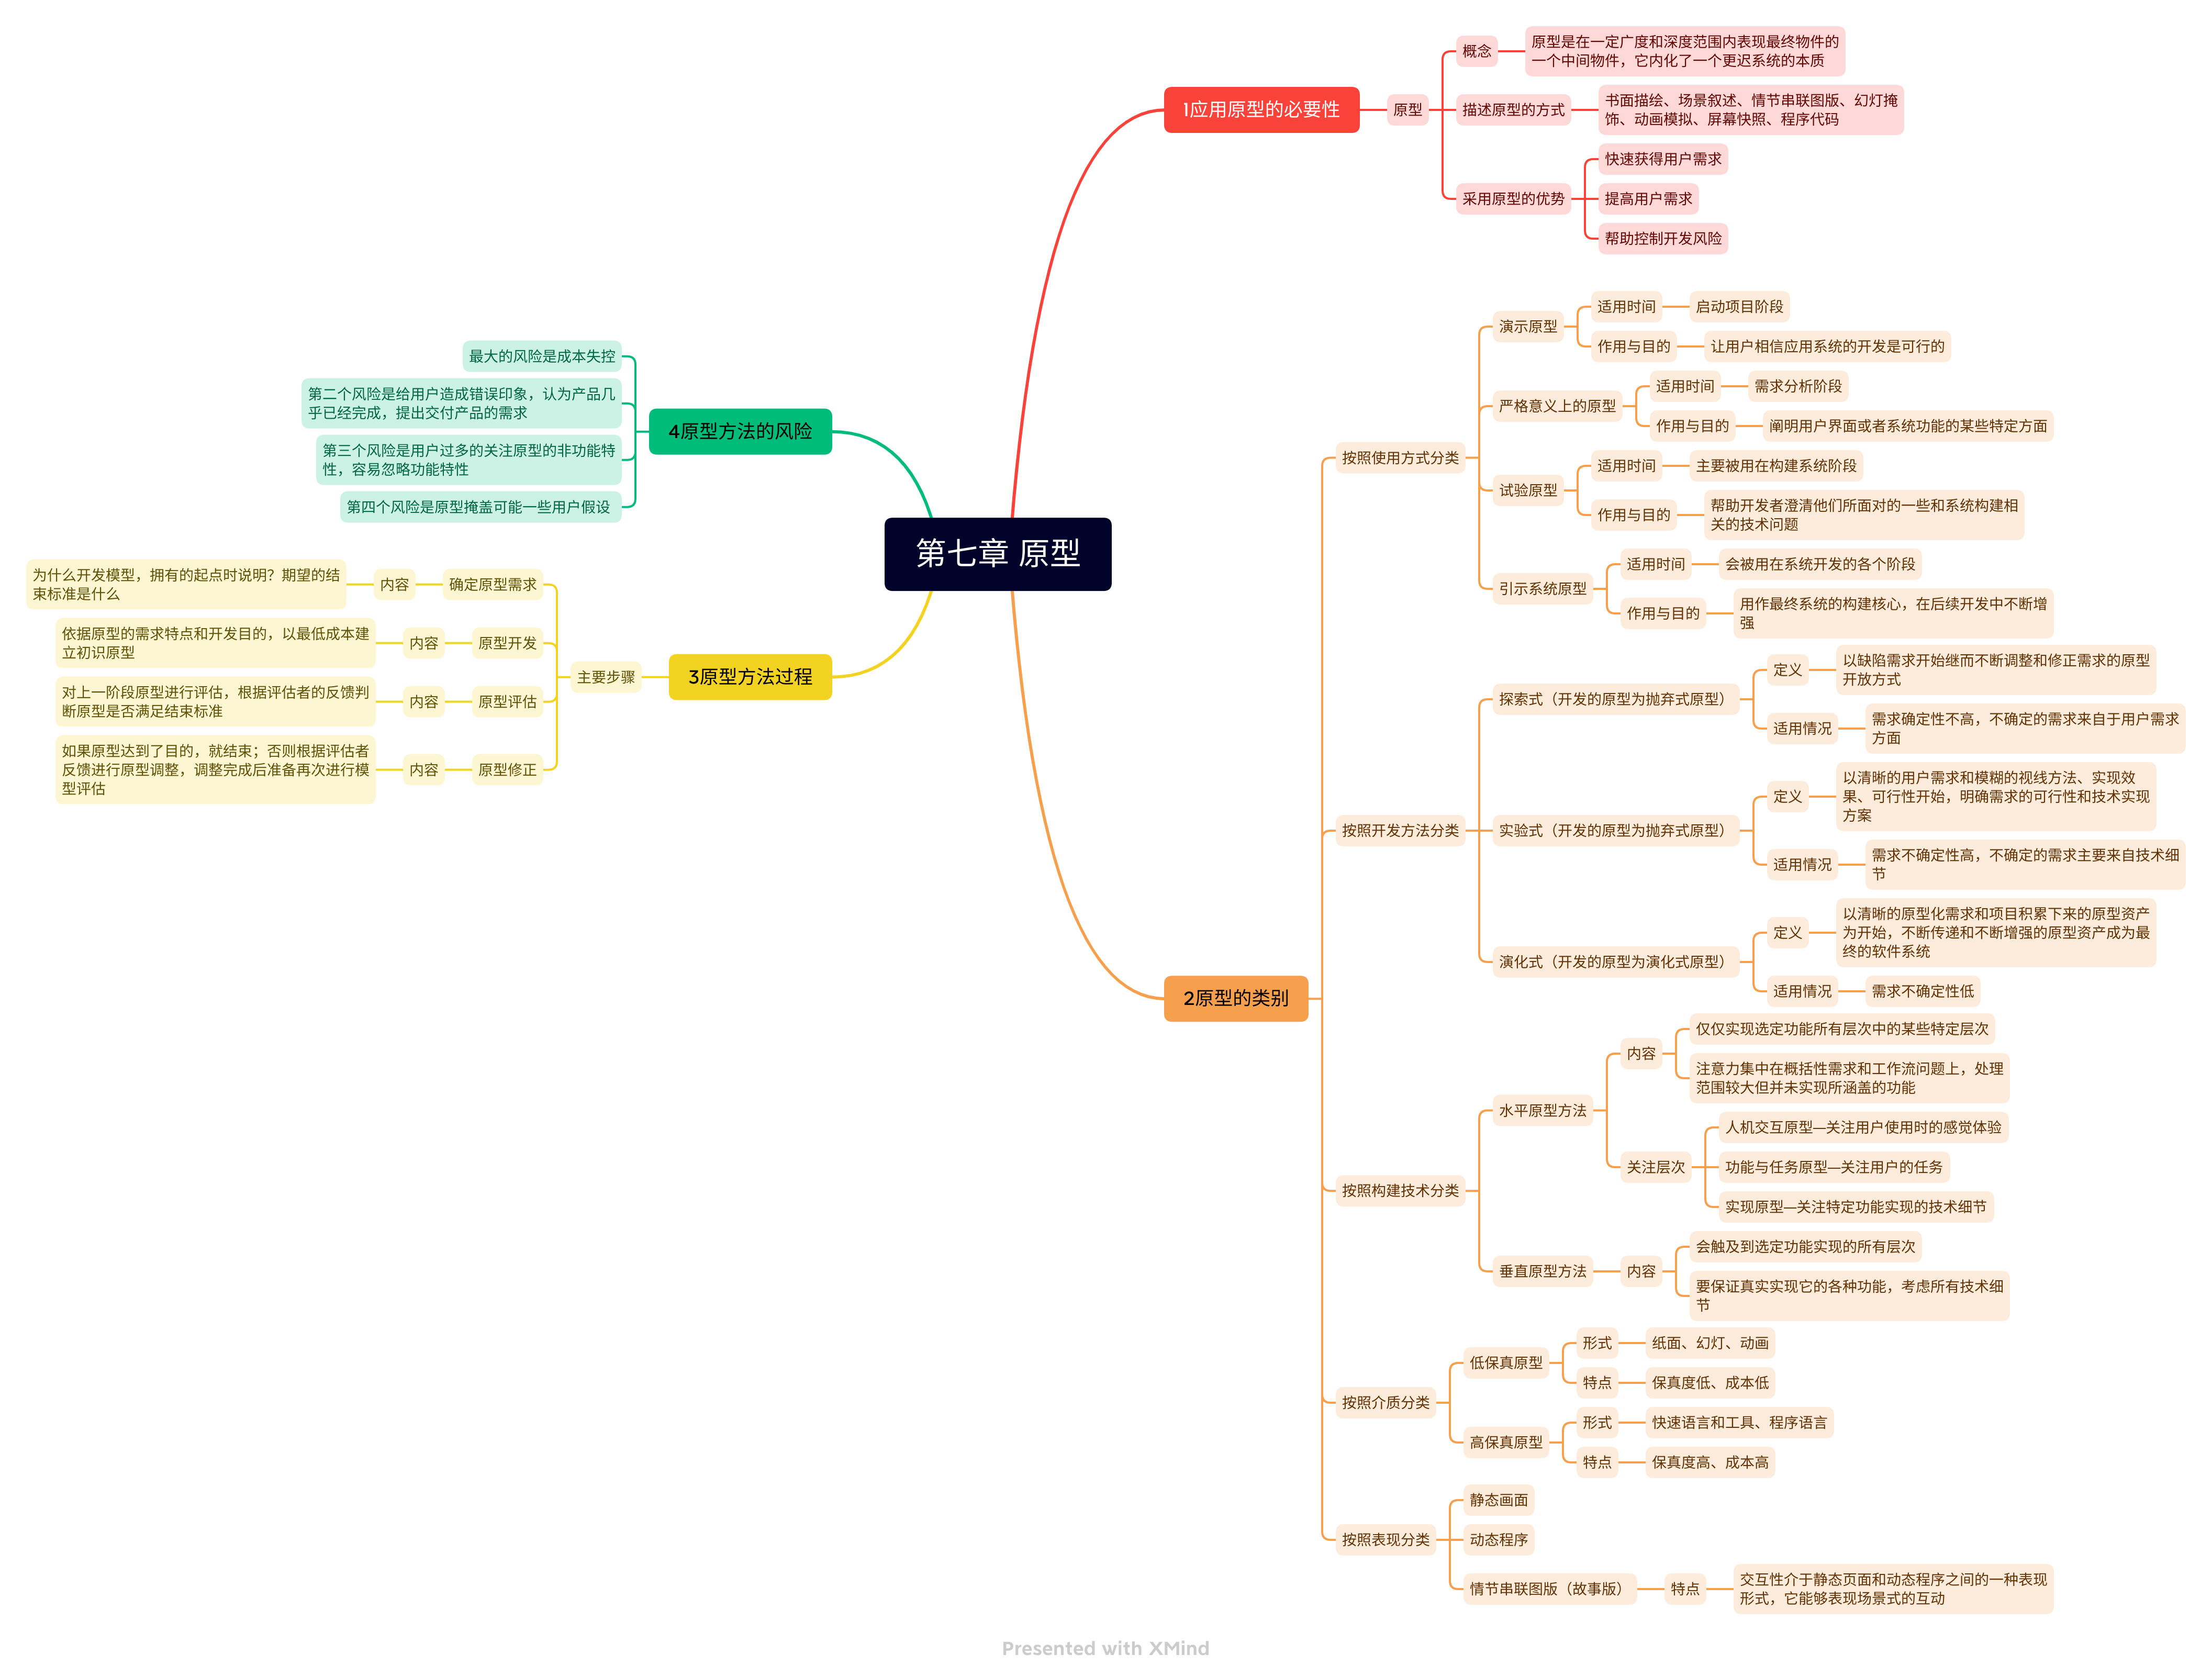 第七章 原型
1应用原型的必要性
原型
概念
原型是在一定广度和深度范围内表现最终物件的
一个中间物件，它内化了一个更迟系统的本质
描述原型的方式
书面描绘、场景叙述、情节串联图版、幻灯掩
饰、动画模拟、屏幕快照、程序代码
采用原型的优势
快速获得用户需求
提高用户需求
帮助控制开发风险
2原型的类别
按照使用方式分类
演示原型
适用时间
启动项目阶段
作用与目的
让用户相信应用系统的开发是可行的
严格意义上的原型
适用时间
需求分析阶段
作用与目的
阐明用户界面或者系统功能的某些特定方面
试验原型
适用时间
主要被用在构建系统阶段
作用与目的
帮助开发者澄清他们所面对的一些和系统构建相
关的技术问题
引示系统原型
适用时间
会被用在系统开发的各个阶段
作用与目的
用作最终系统的构建核心，在后续开发中不断增
强
按照开发方法分类
探索式（开发的原型为抛弃式原型）
定义
以缺陷需求开始继而不断调整和修正需求的原型
开放方式
适用情况
需求确定性不高，不确定的需求来自于用户需求
方面
实验式（开发的原型为抛弃式原型）
定义
以清晰的用户需求和模糊的视线方法、实现效
果、可行性开始，明确需求的可行性和技术实现
方案
适用情况
需求不确定性高，不确定的需求主要来自技术细
节
演化式（开发的原型为演化式原型）
定义
以清晰的原型化需求和项目积累下来的原型资产
为开始，不断传递和不断增强的原型资产成为最
终的软件系统
适用情况
需求不确定性低
按照构建技术分类
水平原型方法
内容
仅仅实现选定功能所有层次中的某些特定层次
注意力集中在概括性需求和工作流问题上，处理
范围较大但并未实现所涵盖的功能
关注层次
人机交互原型—关注用户使用时的感觉体验
功能与任务原型—关注用户的任务
实现原型—关注特定功能实现的技术细节
垂直原型方法
内容
会触及到选定功能实现的所有层次
要保证真实实现它的各种功能，考虑所有技术细
节
按照介质分类
低保真原型
形式
纸面、幻灯、动画
特点
保真度低、成本低
高保真原型
形式
快速语言和工具、程序语言
特点
保真度高、成本高
按照表现分类
静态画面
动态程序
情节串联图版（故事版）
特点
交互性介于静态页面和动态程序之间的一种表现
形式，它能够表现场景式的互动
3原型方法过程
主要步骤
确定原型需求
内容
为什么开发模型，拥有的起点时说明？期望的结
束标准是什么
原型开发
内容
依据原型的需求特点和开发目的，以最低成本建
立初识原型
原型评估
内容
对上一阶段原型进行评估，根据评估者的反馈判
断原型是否满足结束标准
原型修正
内容
如果原型达到了目的，就结束；否则根据评估者
反馈进行原型调整，调整完成后准备再次进行模
型评估
4原型方法的风险
最大的风险是成本失控
第二个风险是给用户造成错误印象，认为产品几
乎已经完成，提出交付产品的需求
第三个风险是用户过多的关注原型的非功能特
性，容易忽略功能特性
第四个风险是原型掩盖可能一些用户假设
Presented with XMind